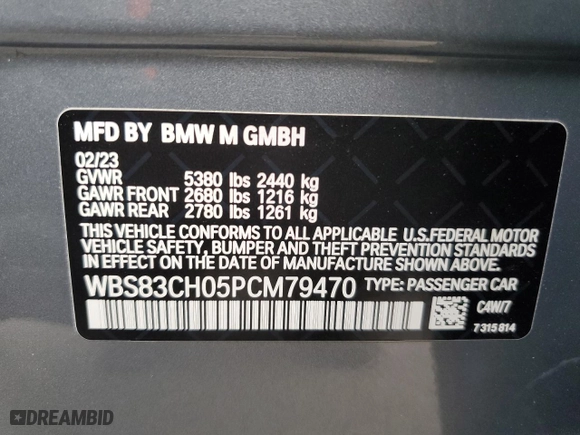 MFD BY BMW M GMBH
02/23
GVWR 5380 lbs 2440 kg
GAWR FRONT 2680 lbs 1216 kg
GAWR REAR 2780 lbs 1261 kg
THIS VEHICLE CONFORMS TO ALL APPLICABLE U.S.FEDERAL MOTOR
VEHICLE SAFETY, BUMPER AND THEFT PREVENTION STANDARDS
IN EFFECT ON THE DATE OF MANUFACTURE SHOWN ABOVE.
WBS83CH05PCM79470 TYPE: PASSENGER CAR
C4W/7
7 315 814
DREAMBID